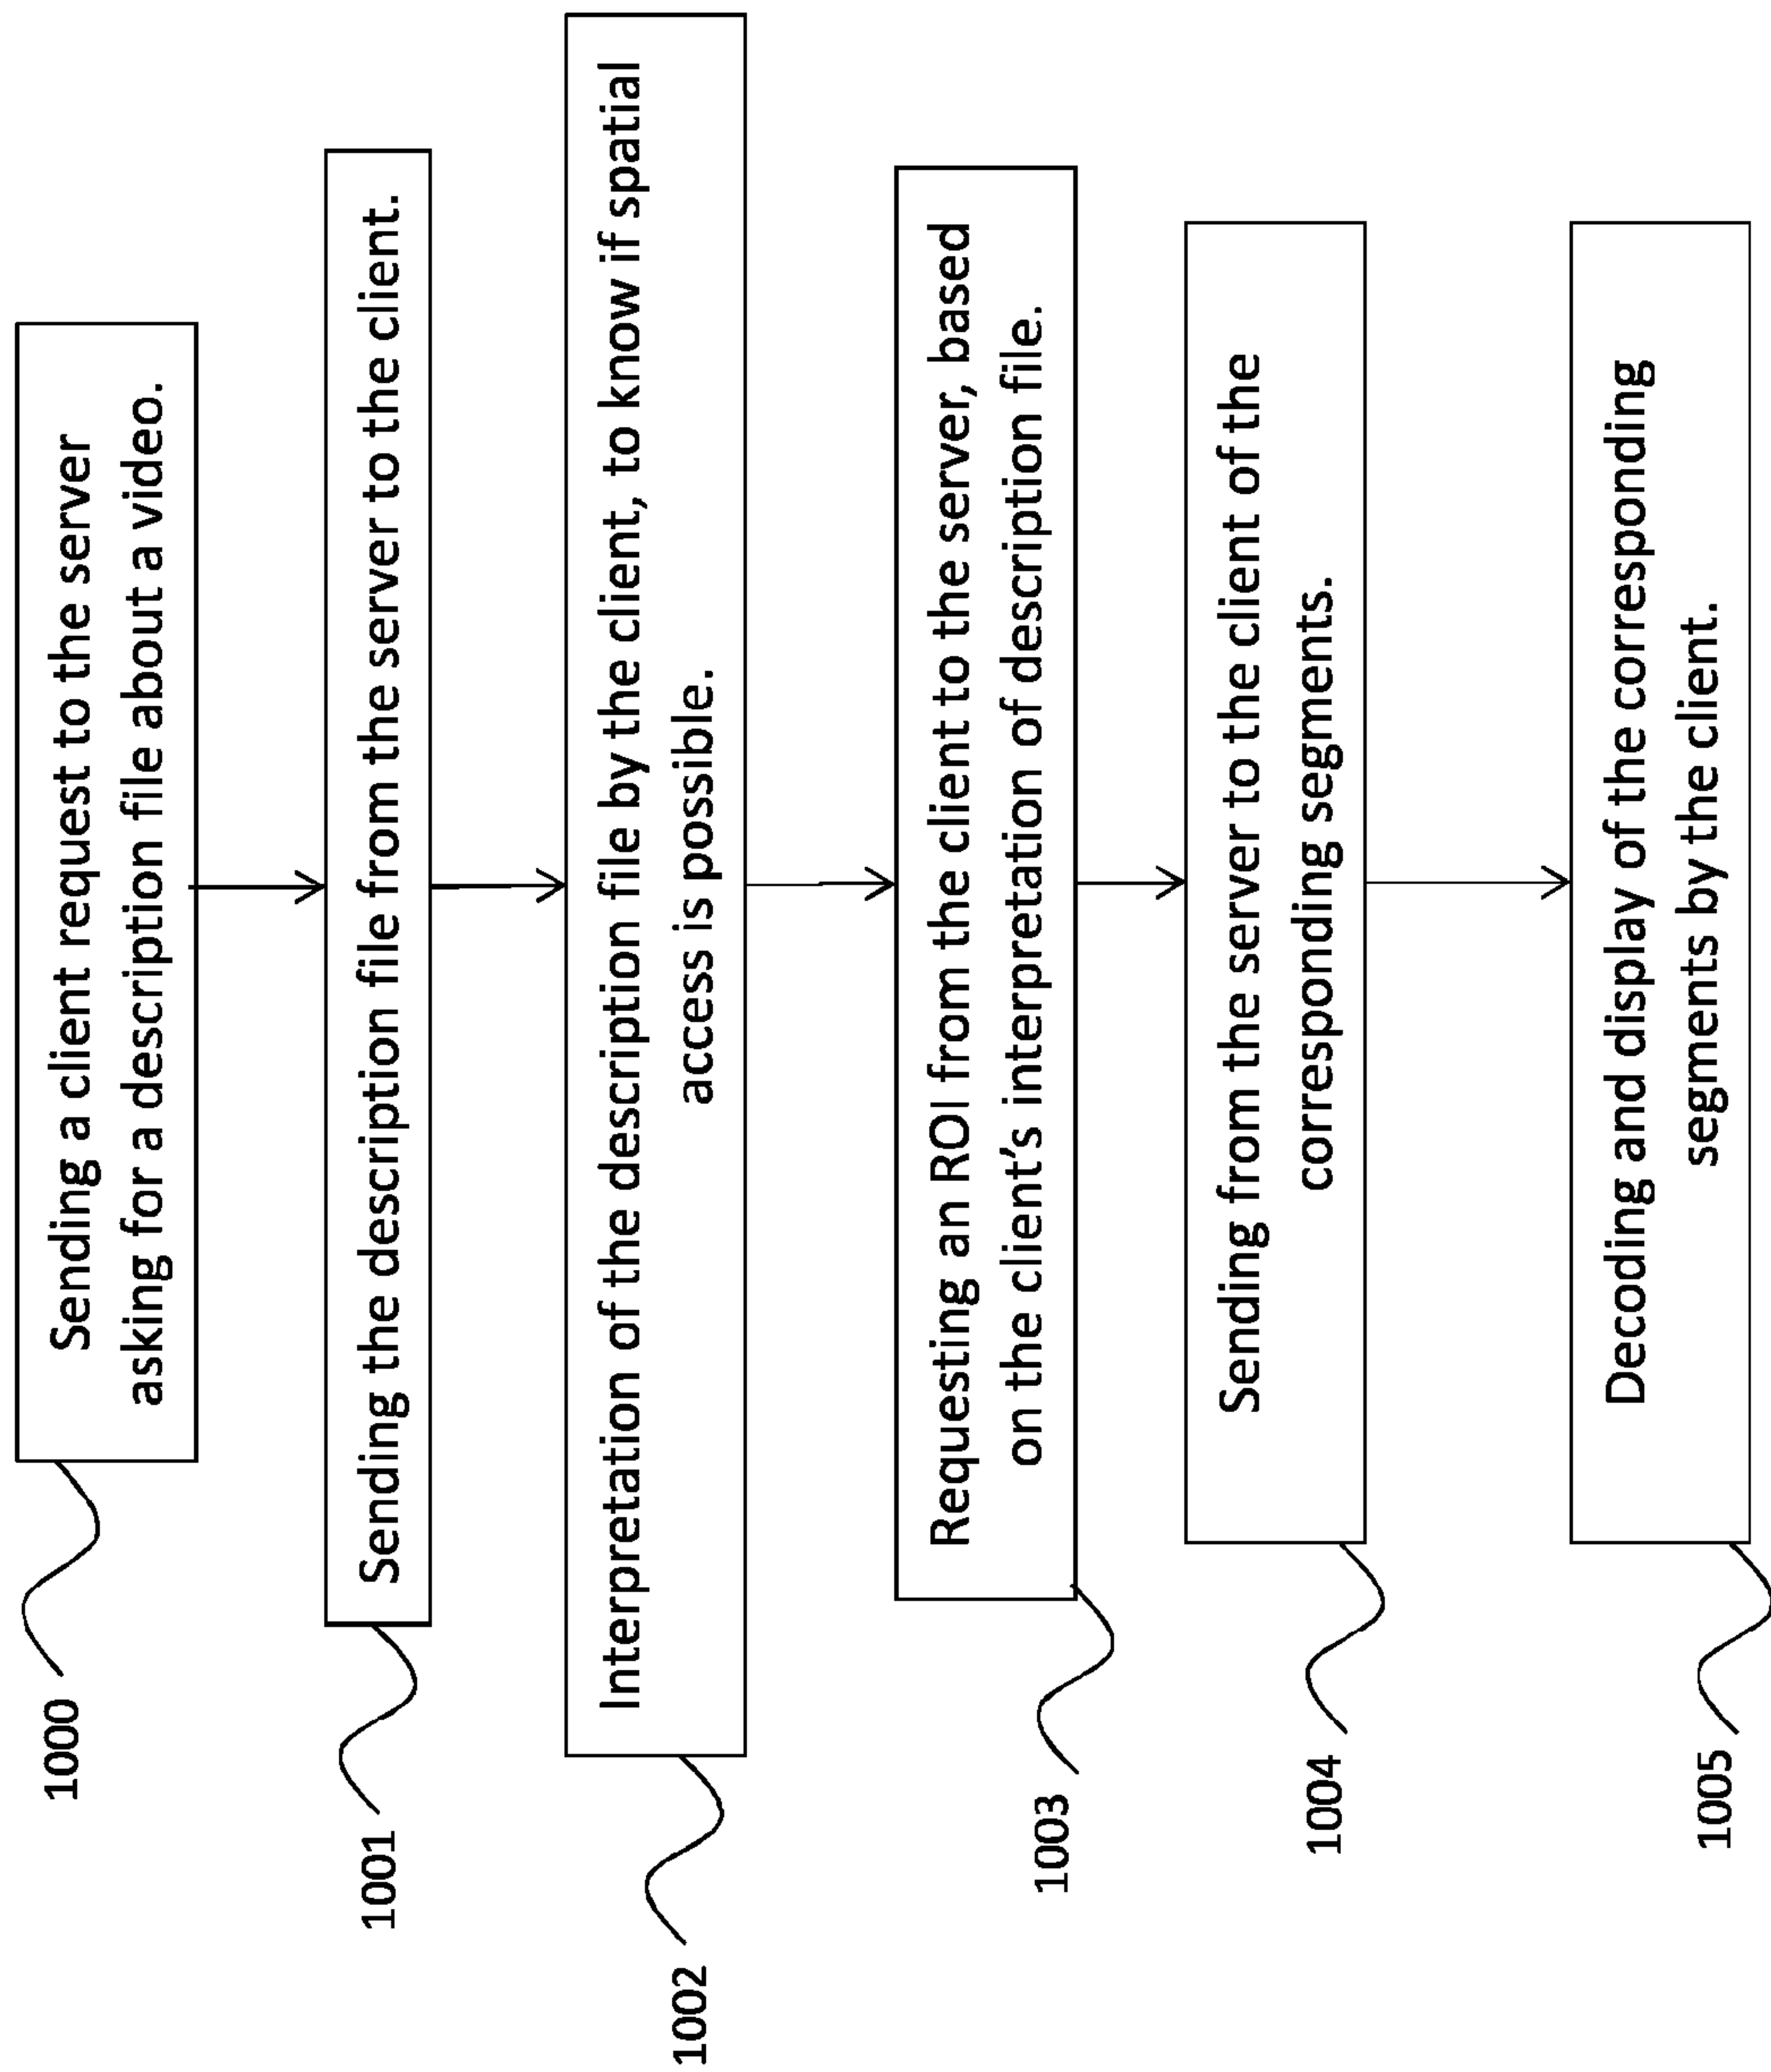 1000
Sending a client request to the server
asking for a description file about a video.
1001
Sending the description file from the server to the client.
1002
Interpretation of the description file by the client, to know if spatial
access is possible.
1003
Requesting an ROI from the client to the server, based
on the client's interpretation of description file.
1004
Sending from the server to the client of the
corresponding segments.
1005
Decoding and display of the corresponding
segments by the client.